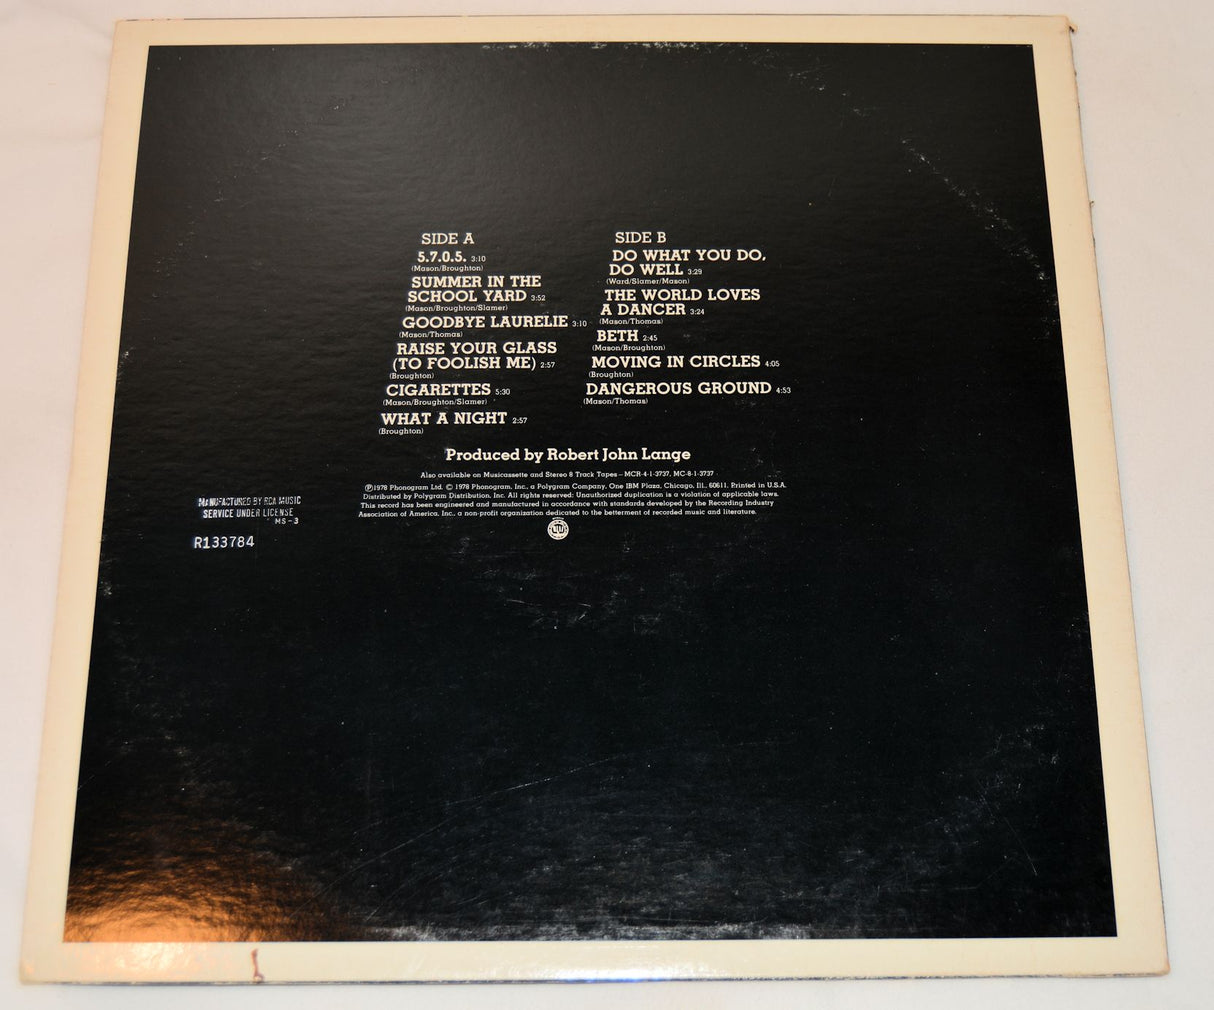 SIDE A
5.7.0.5. 3:10
(Mason/Broughton)
SUMMER IN THE
SCHOOL YARD 3:52
(Mason/Broughton/Slamer)
GOODBYE LAURELIE 3:10
(Mason/Thomas)
RAISE YOUR GLASS
(TO FOOLISH ME) 2:57
(Broughton)
CIGARETTES 5:30
(Mason/Broughton/Slamer)
WHAT A NIGHT 2:57
(Broughton)
SIDE B
DO WHAT YOU DO,
DO WELL 3:29
(Ward/Slamer/Mason)
THE WORLD LOVES
A DANCER 3:24
(Mason/Thomas)
BETH 2:45
(Mason/Broughton)
MOVING IN CIRCLES 4:05
(Broughton)
DANGEROUS GROUND 4:53
(Mason/Thomas)
Produced by Robert John Lange
Also available on Musicassette and Stereo 8 Track Tapes – MCR-4-1-3737, MC-8-1-3737
Ⓟ1978 Phonogram Ltd. © 1978 Phonogram, Inc., a Polygram Company, One IBM Plaza, Chicago, Ill., 60611. Printed in U.S.A.
Distributed by Polygram Distribution, Inc. All rights reserved: Unauthorized duplication is a violation of applicable laws.
This record has been engineered and manufactured in accordance with standards developed by the Recording Industry
Association of America, Inc., a non-profit organization dedicated to the betterment of recorded music and literature.
MANUFACTURED BY RCA MUSIC
SERVICE UNDER LICENSE
MS-3
R133784